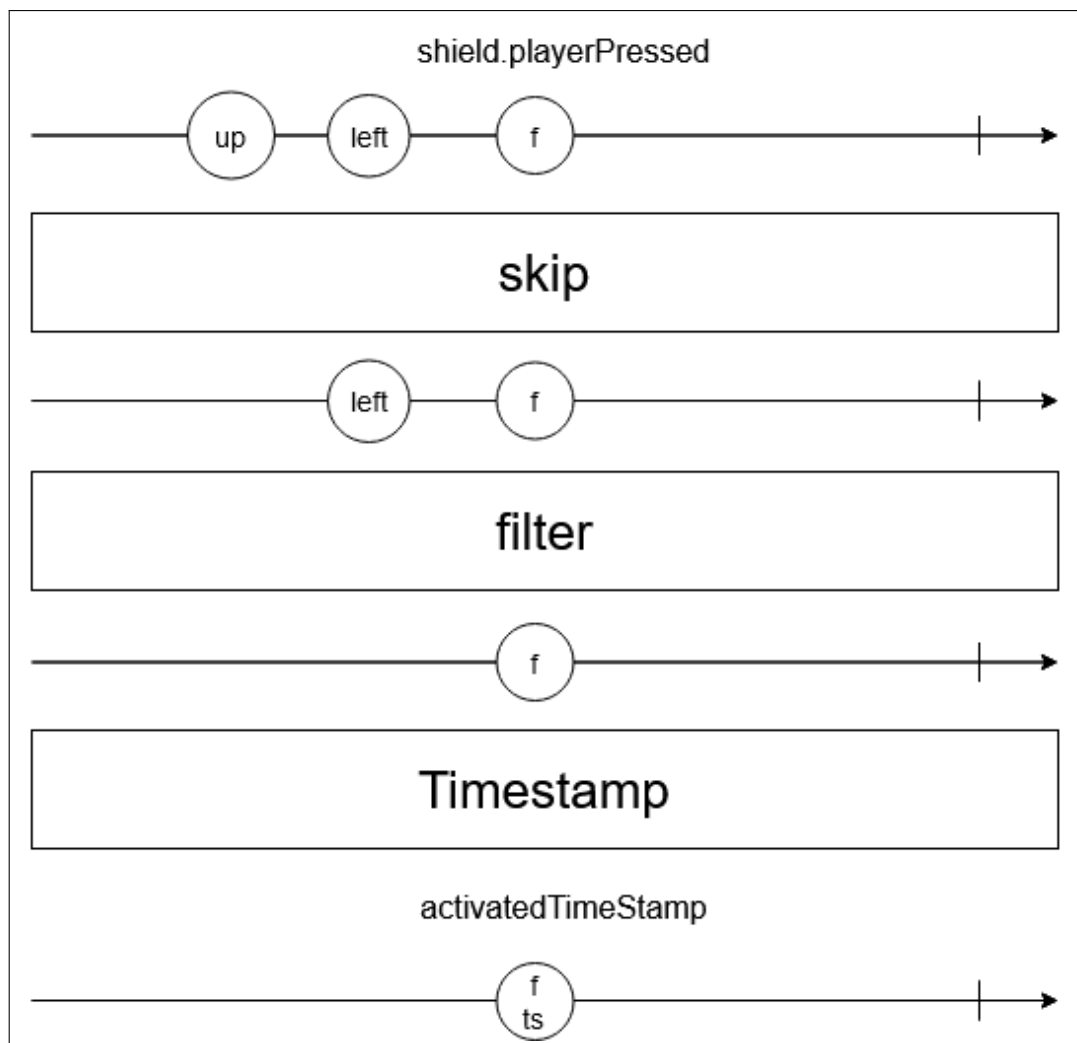 shield.playerPressed
up left f
skip
left f
filter
f
Timestamp
activatedTimeStamp
f
ts